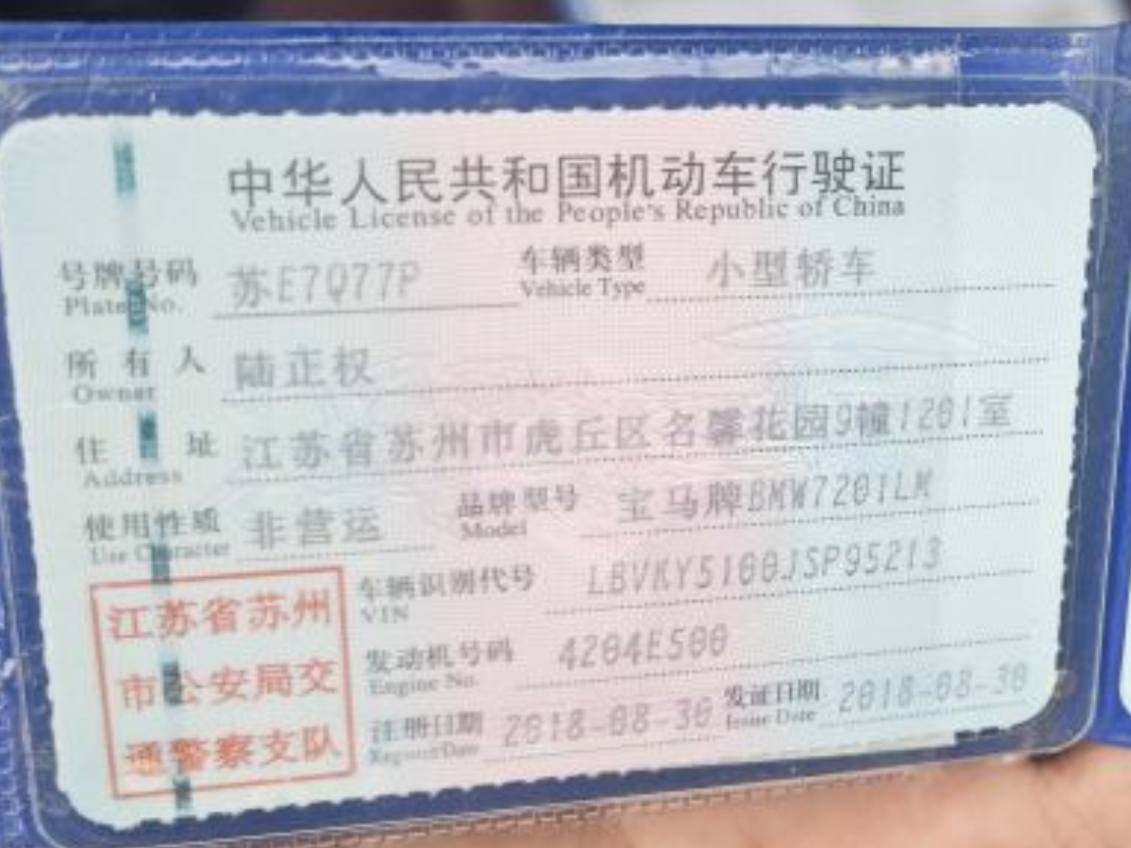 中华人民共和国机动车行驶证
Vehicle License of the People's Republic of China
号牌号码 苏E7Q77P 车辆类型 小型轿车
Plate No. Vehicle Type
所有人 陆正权
Owner
住址 江苏省苏州市虎丘区名馨花园9幢1201室
Address
使用性质 非营运 品牌型号 宝马牌BMW7201LM
Use Character Model
车辆识别代号 LBVKY5100JSP95213
VIN
发动机号码 4204E500
Engine No.
注册日期 2018-08-30 发证日期 2018-08-30
Register Date Issue Date
江苏省苏州
市公安局交
通警察支队